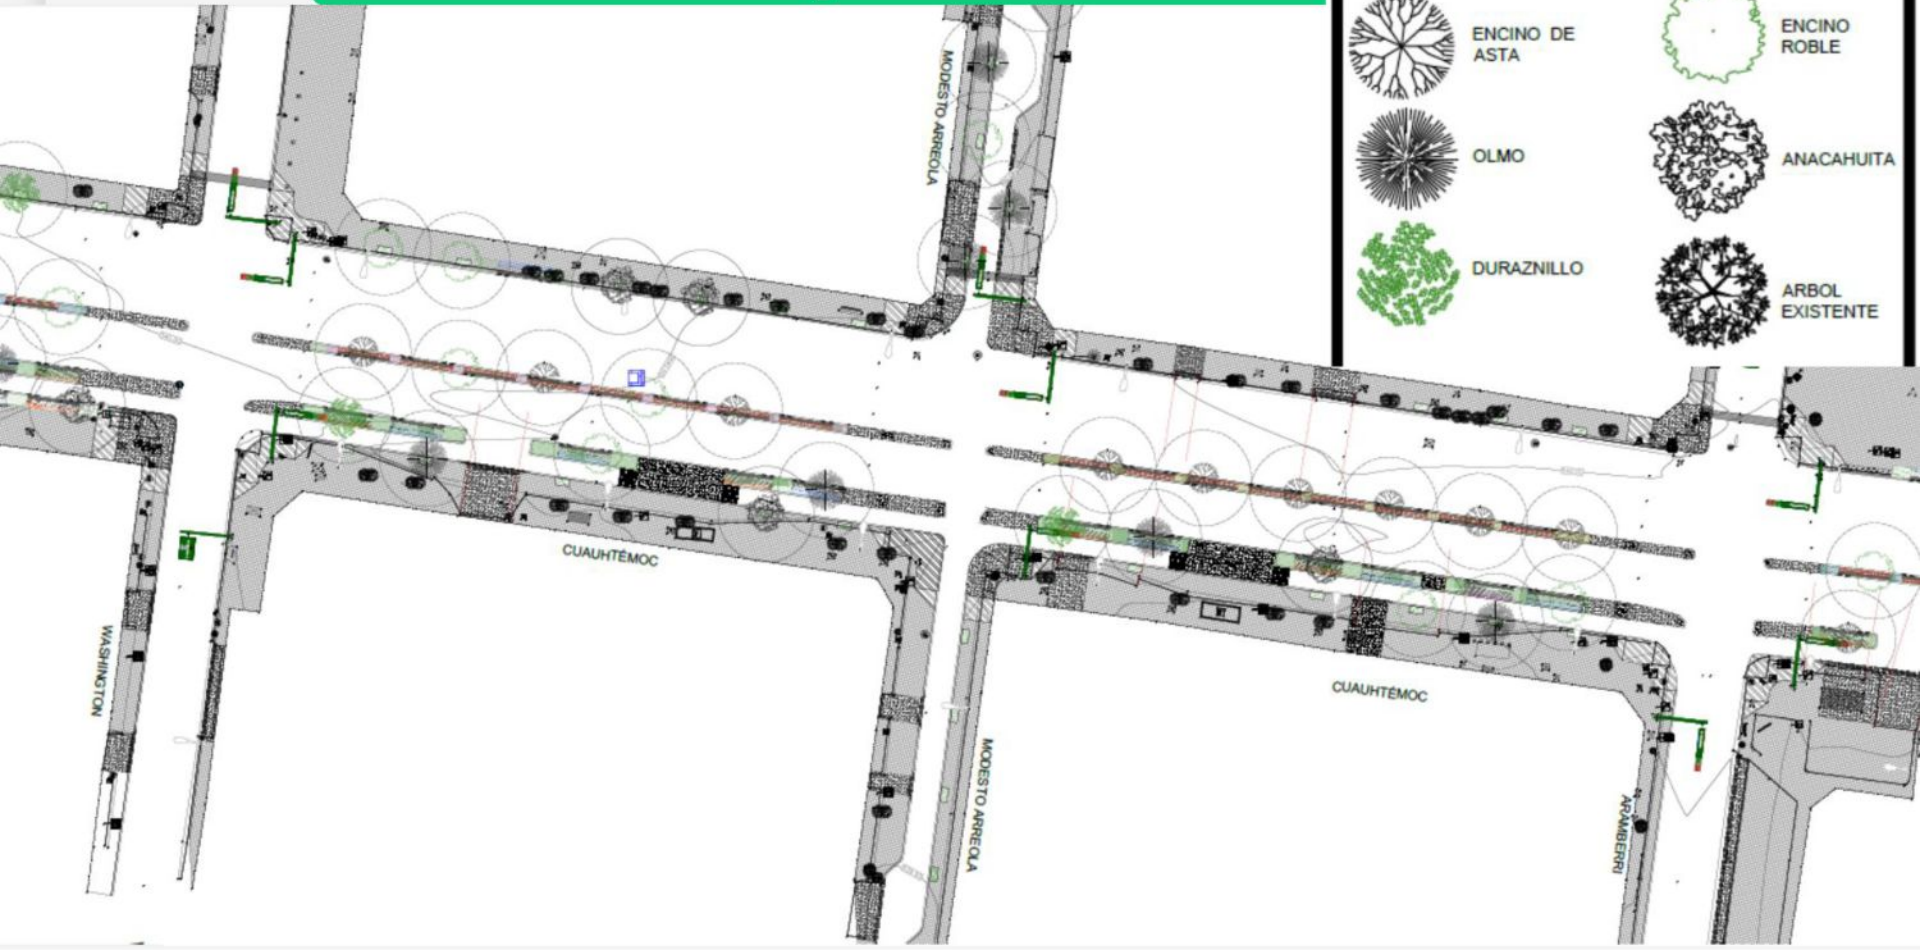 ENCINO DE
ASTA
ENCINO
ROBLE
OLMO
ANACAHUITA
DURAZNILLO
ARBOL
EXISTENTE
MODESTO ARREOLA
CUAUHTÉMOC
WASHINGTON
CUAUHTÉMOC
MODESTO ARREOLA
ARAMBERRI